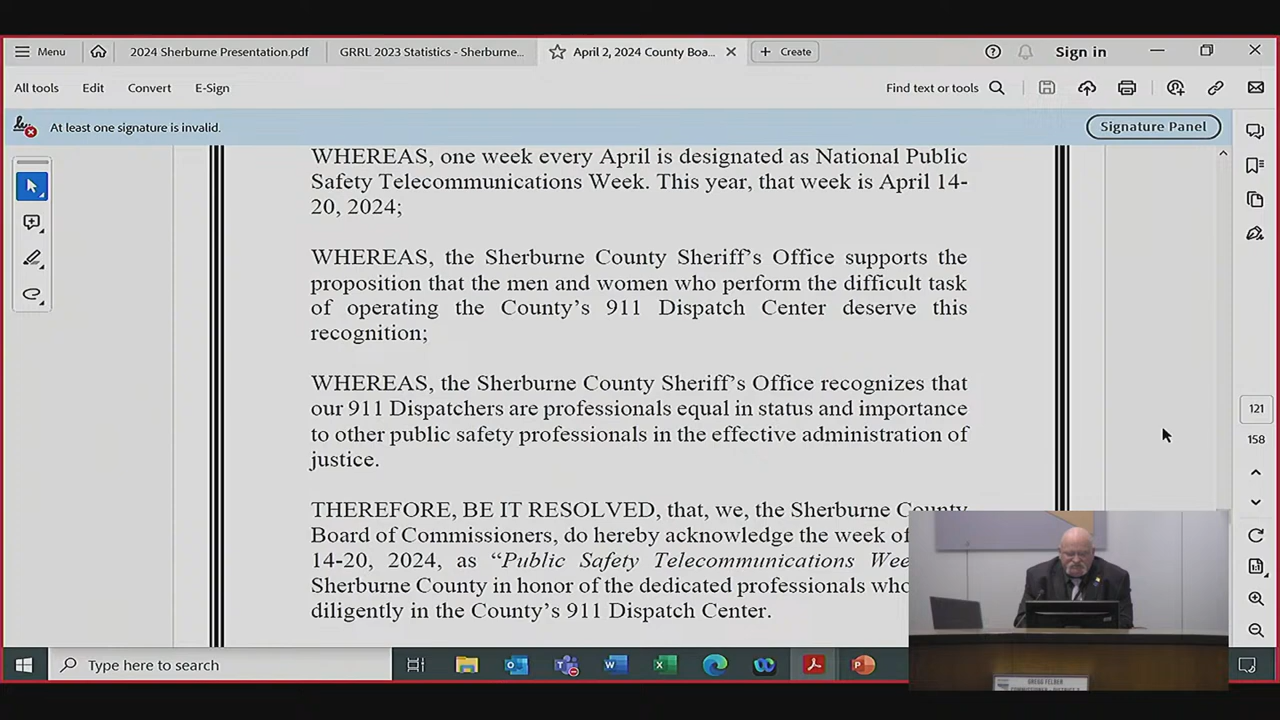 Menu
2024 Sherburne Presentation.pdf
GRRL 2023 Statistics - Sherburne...
April 2, 2024 County Boa...
Create
Sign in
All tools
Edit
Convert
E-Sign
Find text or tools
At least one signature is invalid.
Signature Panel
WHEREAS, one week every April is designated as National Public
Safety Telecommunications Week. This year, that week is April 14-
20, 2024;
WHEREAS, the Sherburne County Sheriff's Office supports the
proposition that the men and women who perform the difficult task
of operating the County's 911 Dispatch Center deserve this
recognition;
WHEREAS, the Sherburne County Sheriff's Office recognizes that
our 911 Dispatchers are professionals equal in status and importance
to other public safety professionals in the effective administration of
justice.
THEREFORE, BE IT RESOLVED, that, we, the Sherburne County
Board of Commissioners, do hereby acknowledge the week of
14-20, 2024, as “Public Safety Telecommunications Wee
Sherburne County in honor of the dedicated professionals who
diligently in the County's 911 Dispatch Center.
121
158
GREGG FELBER
COMMISSIONER - DISTRICT
Type here to search